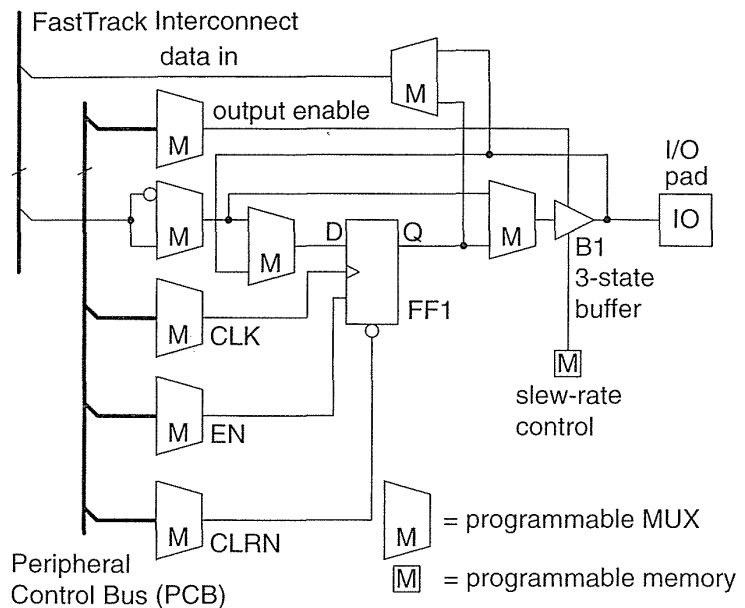 FastTrack Interconnect
data in
M
output enable
M
I/O
pad
IO
M
D
Q
M
M
B1
3-state
buffer
FF1
M
CLK
M
slew-rate
control
M
EN
M
CLRN
M
= programmable MUX
M
= programmable memory
Peripheral
Control Bus (PCB)